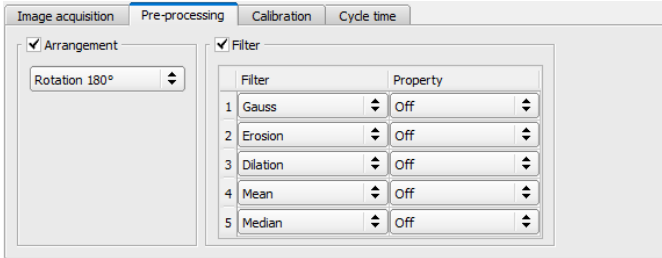 Image acquisition Pre-processing Calibration Cycle time
Arrangement
Rotation 180°
Filter
Filter Property
1 Gauss Off
2 Erosion Off
3 Dilation Off
4 Mean Off
5 Median Off